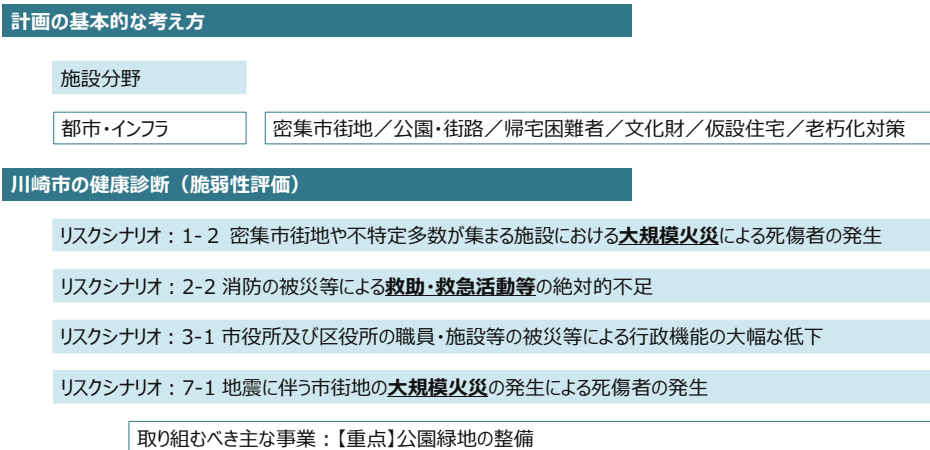 計画の基本的な考え方
施設分野
都市・インフラ
密集市街地／公園・街路／帰宅困難者／文化財／仮設住宅／老朽化対策
川崎市の健康診断（脆弱性評価）
リスクシナリオ：1-２ 密集市街地や不特定多数が集まる施設における大規模火災による死傷者の発生
リスクシナリオ：2-2 消防の被災等による救助・救急活動等の絶対的不足
リスクシナリオ：3-1 市役所及び区役所の職員・施設等の被災等による行政機能の大幅な低下
リスクシナリオ：7-1 地震に伴う市街地の大規模火災の発生による死傷者の発生
取り組むべき主な事業：【重点】公園緑地の整備